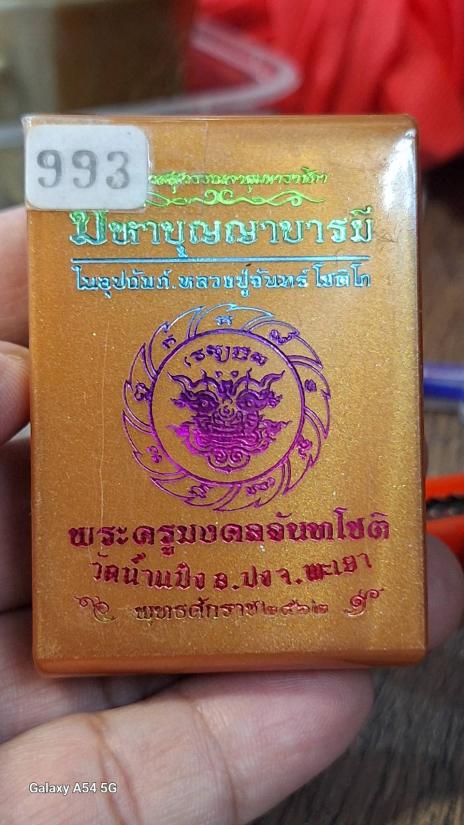 993
มหาบุญญาบารมี
ในอุปถัมภ์.หลวงปู่จันทร์ โชติโก
พระครูมงคลจันทโชติ
วัดน้ำแป้ง อ.ปง จ.พะเยา
พุทธศักราช๒๕๖๒
Galaxy A54 5G